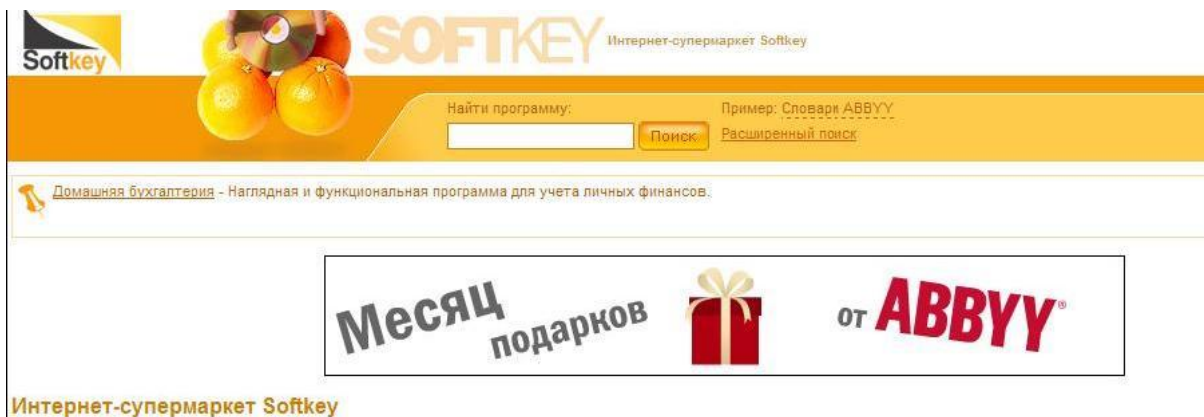 Softkey
SOFTKEY
Интернет-супермаркет Softkey
Найти программу:
Пример: Словари ABBYY
Поиск
Расширенный поиск
Домашняя бухгалтерия - Наглядная и функциональная программа для учета личных финансов.
Месяц
подарков
от ABBYY®
Интернет-супермаркет Softkey